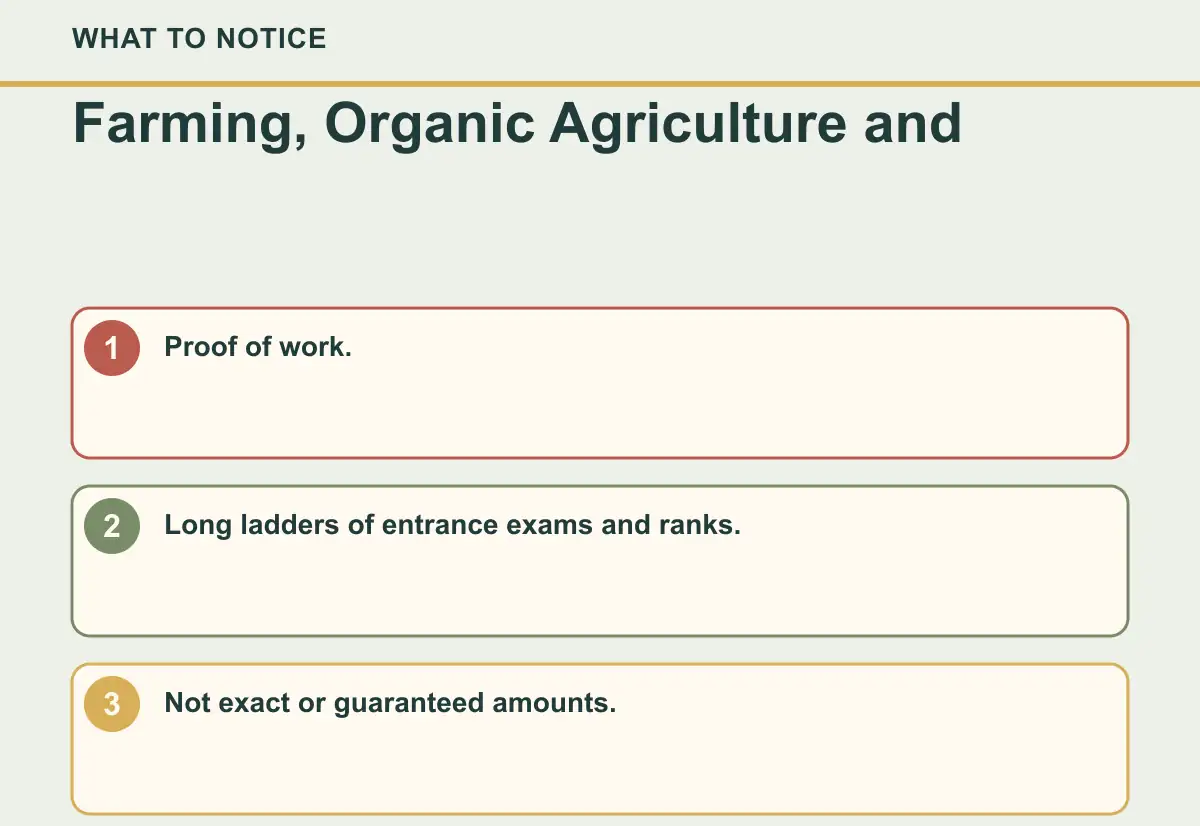 WHAT TO NOTICE
Farming, Organic Agriculture and
1 Proof of work.
2 Long ladders of entrance exams and ranks.
3 Not exact or guaranteed amounts.